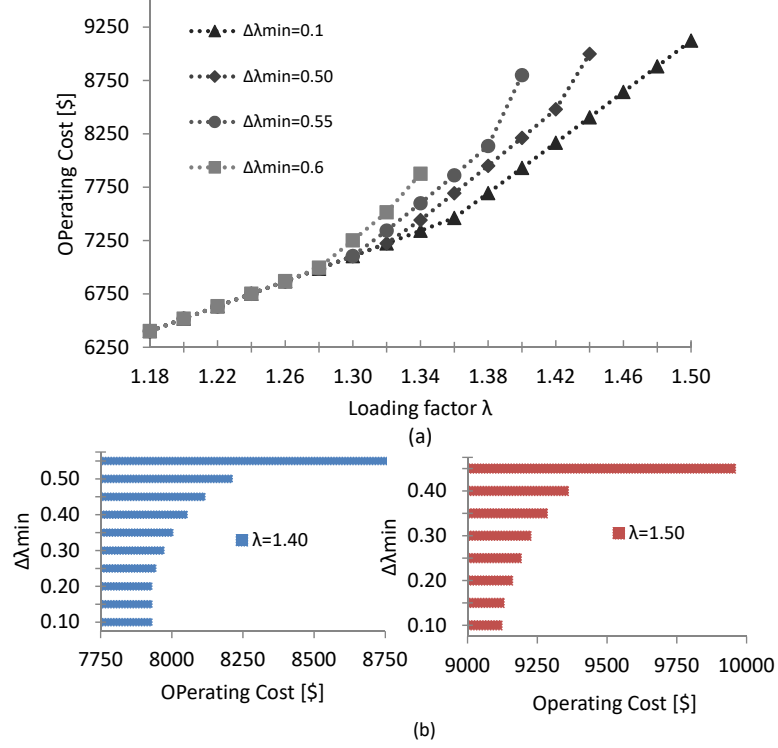 9250
8750
8250
7750
7250
6750
6250
OPerating Cost [$]
Δλmin=0.1
Δλmin=0.50
Δλmin=0.55
Δλmin=0.6
1.18 1.22 1.26 1.30 1.34 1.38 1.42 1.46 1.50
Loading factor λ
(a)
0.50
0.40
0.30
0.20
0.10
Δλmin
λ=1.40
7750 8000 8250 8500 8750
OPerating Cost [$]
0.40
0.30
0.20
0.10
Δλmin
λ=1.50
9000 9250 9500 9750 10000
Operating Cost [$]
(b)